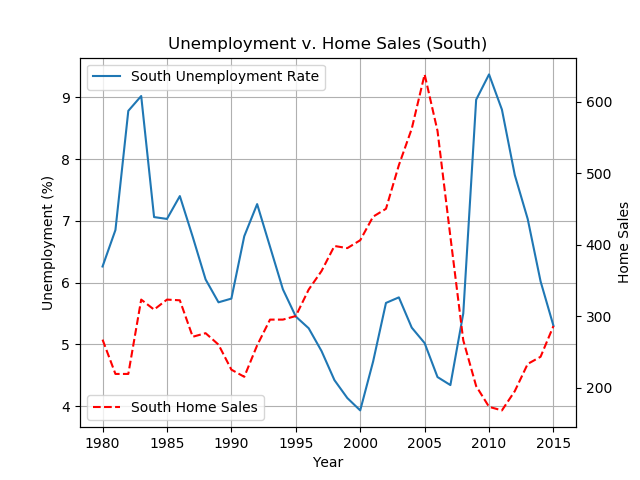 Unemployment v. Home Sales (South)
South Unemployment Rate
9
8
7
6
5
4
Unemployment (%)
600
500
400
300
200
Home Sales
South Home Sales
1980 1985 1990 1995 2000 2005 2010 2015
Year